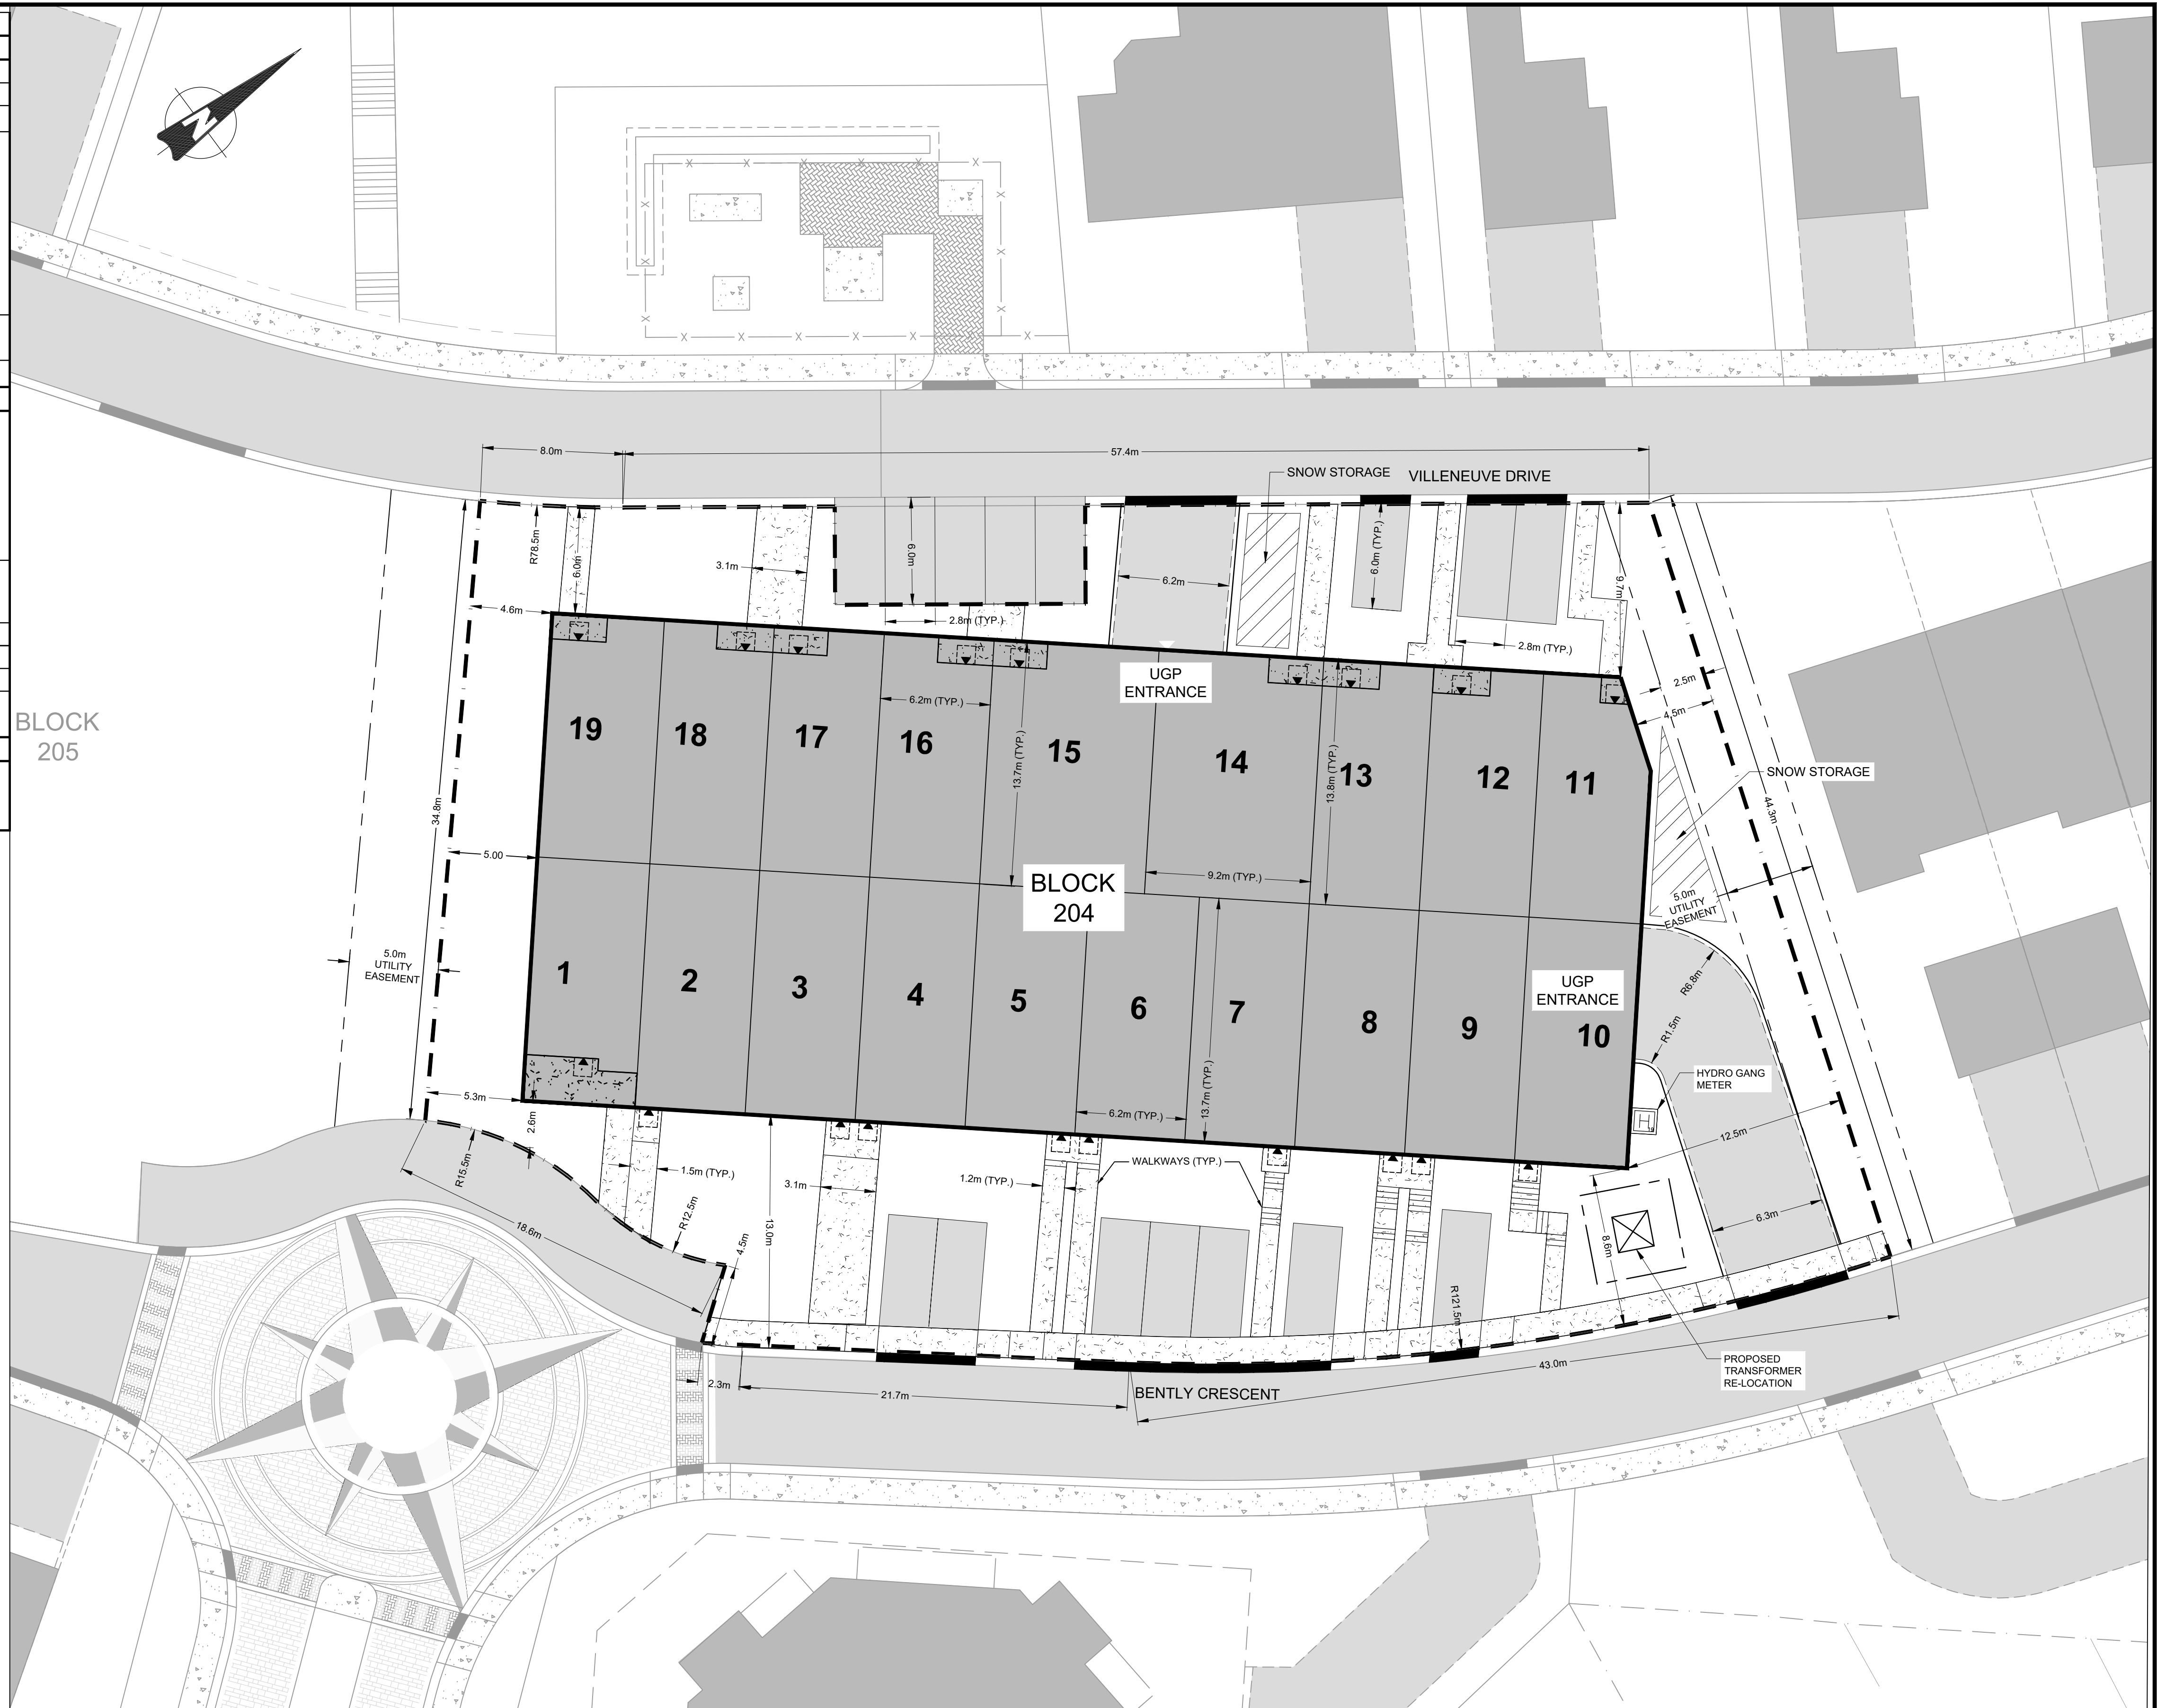 N
8.0m
57.4m
SNOW STORAGE
VILLENEUVE DRIVE
R78.5m
6.0m
3.1m
6.0m
6.2m
6.0m (TYP.)
9.7m
4.6m
2.8m (TYP.)
2.8m (TYP.)
UGP
ENTRANCE
2.5m
4.5m
6.2m (TYP.)
BLOCK
205
19
18
17
16
15
14
13
12
11
13.7m (TYP.)
13.8m (TYP.)
SNOW STORAGE
44.3m
34.8m
5.00
9.2m (TYP.)
BLOCK
204
5.0m
UTILITY
EASEMENT
5.0m
UTILITY
EASEMENT
1
2
3
4
5
6
7
8
9
10
UGP
ENTRANCE
R6.8m
R1.5m
HYDRO GANG
METER
H
5.3m
2.6m
6.2m (TYP.)
13.7m (TYP.)
12.5m
R15.5m
1.5m (TYP.)
3.1m
1.2m (TYP.)
WALKWAYS (TYP.)
R12.5m
18.6m
4.5m
13.0m
8.6m
6.3m
R121.5m
2.3m
21.7m
BENTLY CRESCENT
43.0m
PROPOSED
TRANSFORMER
RE-LOCATION